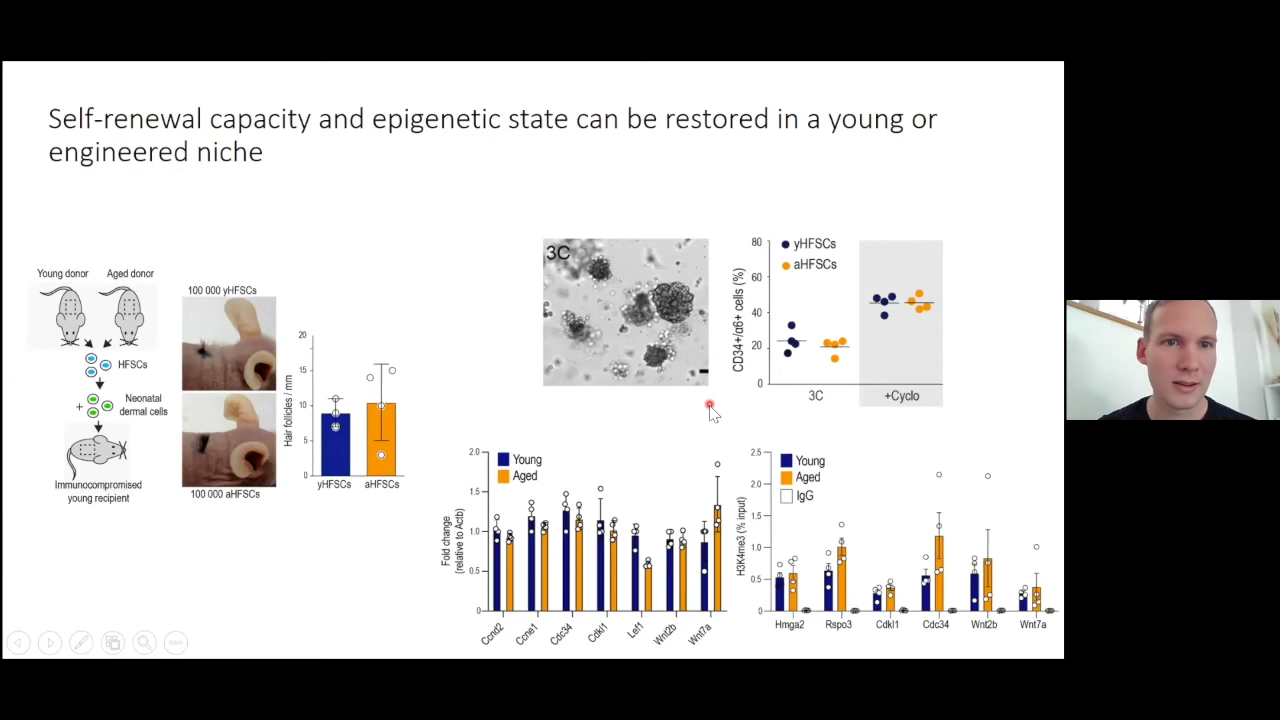 Self-renewal capacity and epigenetic state can be restored in a young or
engineered niche
Young donor
Aged donor
HFSCs
+
Neonatal
dermal cells
Immunocompromised
young recipient
100 000 yHFSCs
100 000 aHFSCs
Hair follicles / mm
20
15
10
5
0
yHFSCs
aHFSCs
3C
CD34+/α6+ cells (%)
80
60
40
20
0
yHFSCs
aHFSCs
3C
+Cyclo
Fold change
(relative to Actb)
2.0
1.5
1.0
0.5
0
Young
Aged
Ccnd2
Ccne1
Cdc34
Cdkl1
Lef1
Wnt2b
Wnt7a
H3K4me3 (% input)
2.5
2.0
1.5
1.0
0.5
0
Young
Aged
IgG
Hmga2
Rspo3
Cdkl1
Cdc34
Wnt2b
Wnt7a